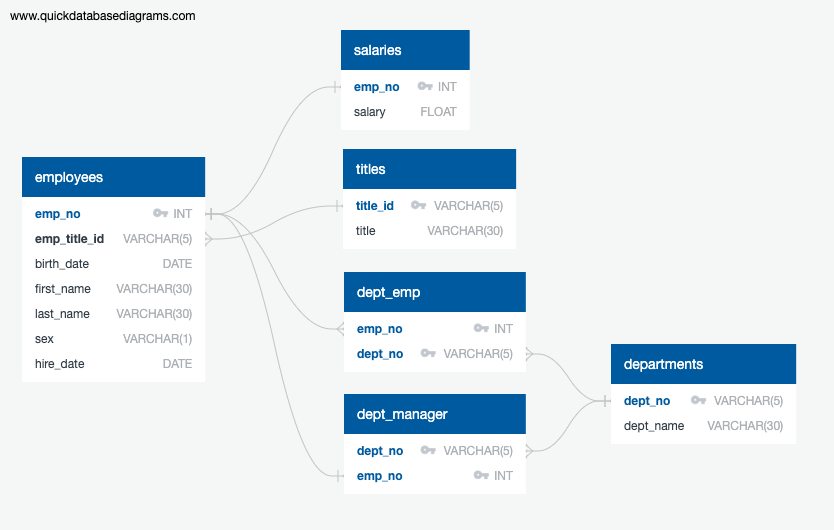 www.quickdatabasediagrams.com
salaries
emp_no INT
salary FLOAT
employees
emp_no INT
emp_title_id VARCHAR(5)
birth_date DATE
first_name VARCHAR(30)
last_name VARCHAR(30)
sex VARCHAR(1)
hire_date DATE
titles
title_id VARCHAR(5)
title VARCHAR(30)
dept_emp
emp_no INT
dept_no VARCHAR(5)
dept_manager
dept_no VARCHAR(5)
emp_no INT
departments
dept_no VARCHAR(5)
dept_name VARCHAR(30)